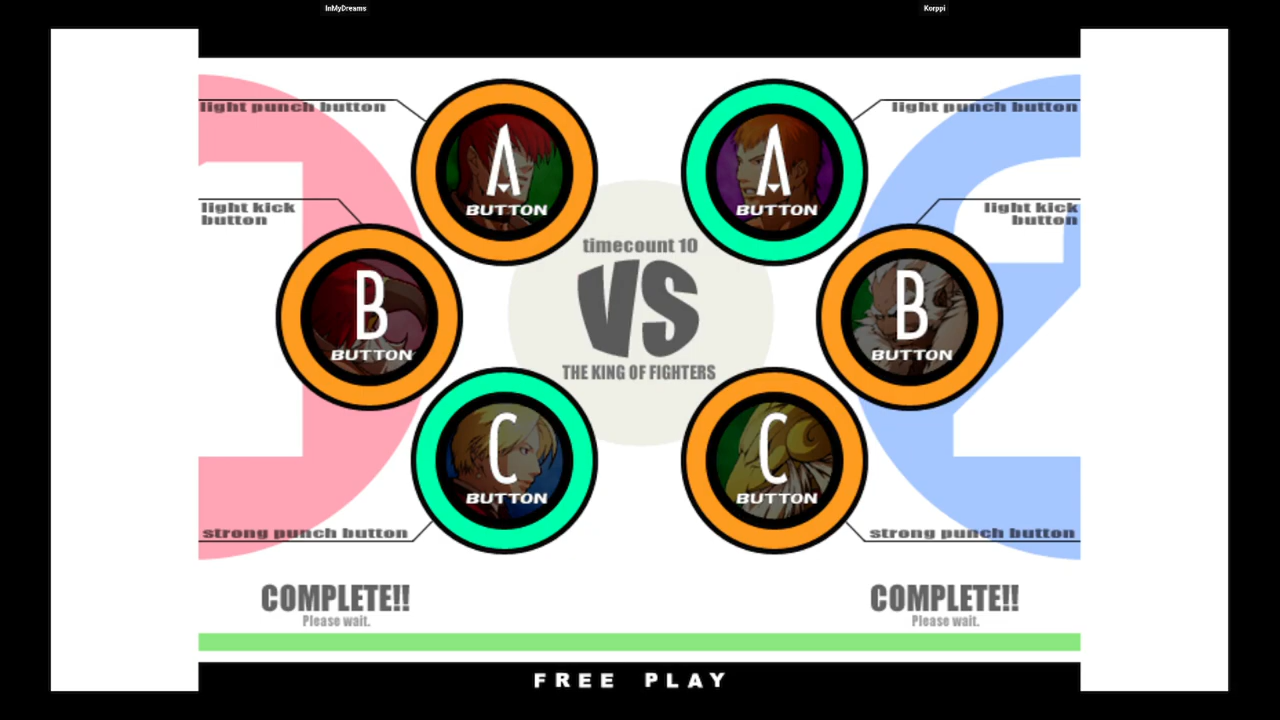 InMyDreams
Korppi
light punch button
light punch button
A
BUTTON
A
BUTTON
light kick
button
light kick
button
timecount 10
VS
THE KING OF FIGHTERS
B
BUTTON
B
BUTTON
C
BUTTON
C
BUTTON
strong punch button
strong punch button
COMPLETE!!
Please wait.
COMPLETE!!
Please wait.
FREE PLAY